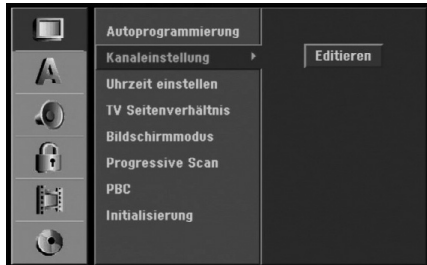 Autoprogrammierung
Kanaleinstellung
Editieren
Uhrzeit einstellen
TV Seitenverhältnis
Bildschirmmodus
Progressive Scan
PBC
Initialisierung
A